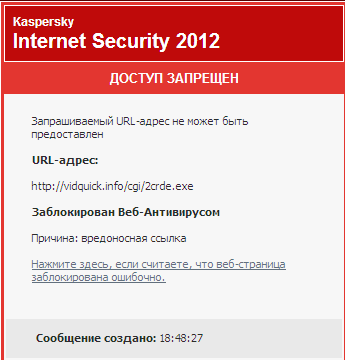 Kaspersky
Internet Security 2012
ДОСТУП ЗАПРЕЩЕН
Запрашиваемый URL-адрес не может быть
предоставлен
URL-адрес:
http://vidquick.info/cgi/2crde.exe
Заблокирован Веб-Антивирусом
Причина: вредоносная ссылка
Нажмите здесь, если считаете, что веб-страница
заблокирована ошибочно.
Сообщение создано: 18:48:27